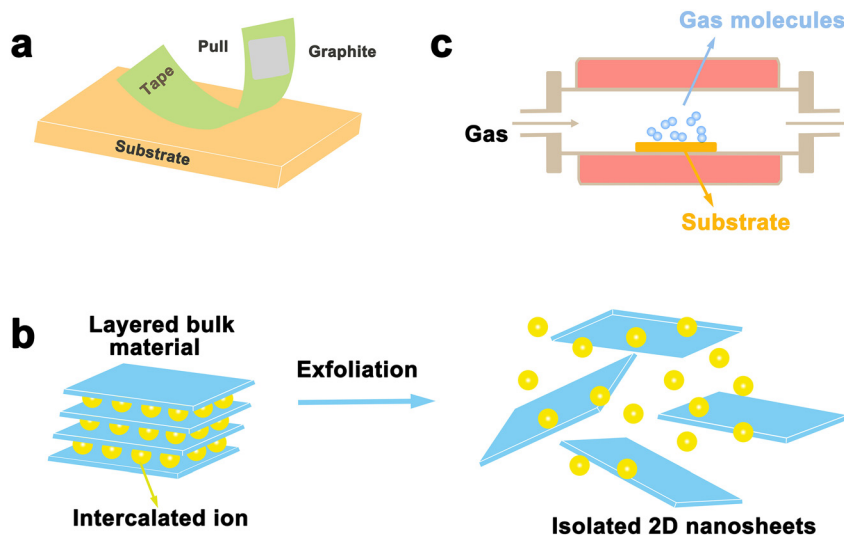 a
Pull
Graphite
Tape
Substrate
c
Gas molecules
Gas
Substrate
b
Layered bulk
material
Exfoliation
Intercalated ion
Isolated 2D nanosheets